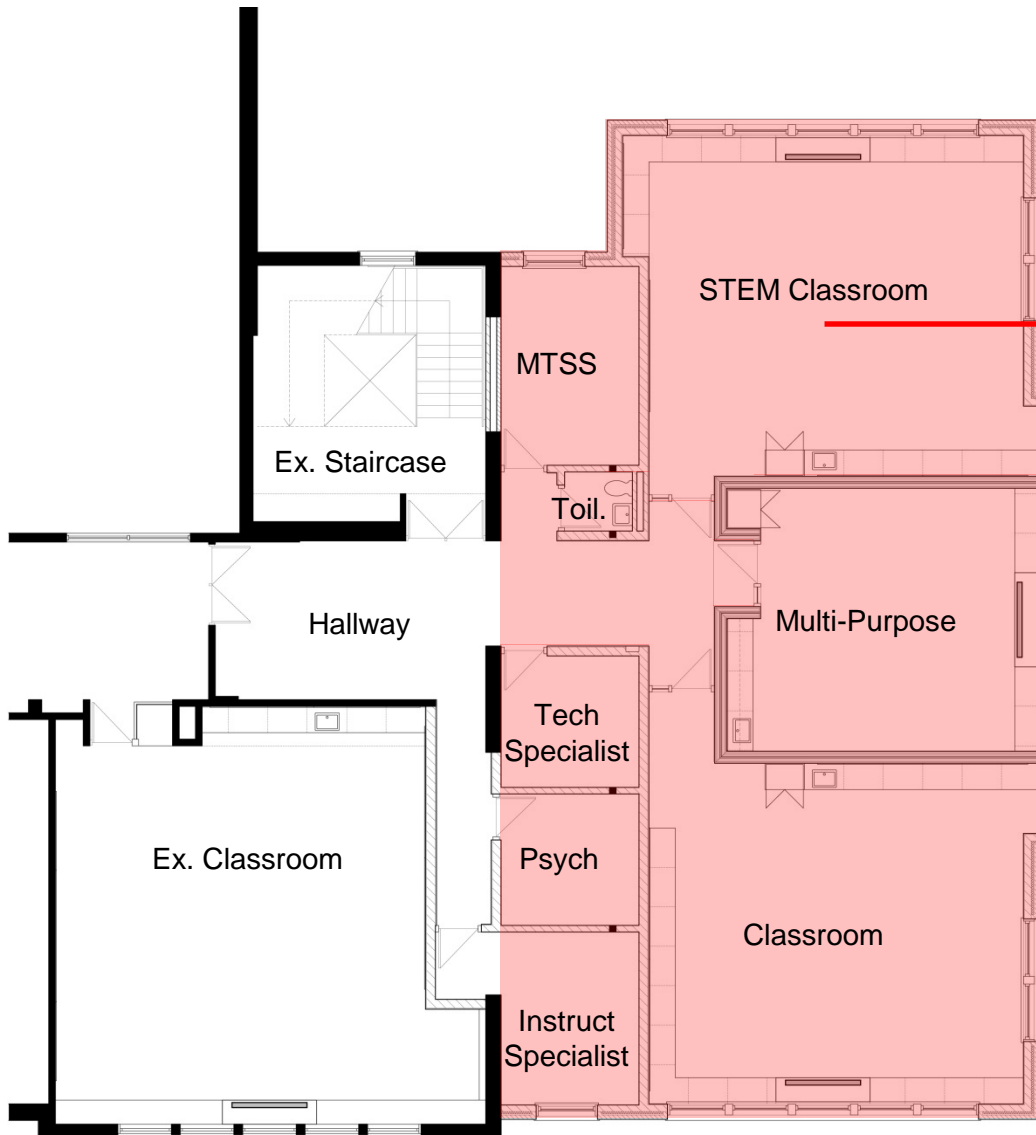 STEM Classroom
MTSS
Ex. Staircase
Toil.
Hallway
Multi-Purpose
Tech
Specialist
Ex. Classroom
Psych
Classroom
Instruct
Specialist